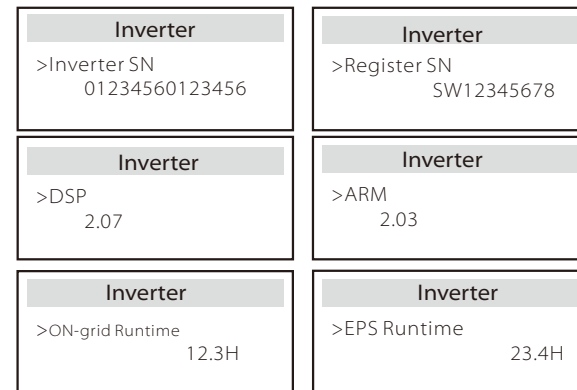 Inverter
>Inverter SN
01234560123456
Inverter
>Register SN
SW12345678
Inverter
>DSP
2.07
Inverter
>ARM
2.03
Inverter
>ON-grid Runtime
12.3H
Inverter
>EPS Runtime
23.4H